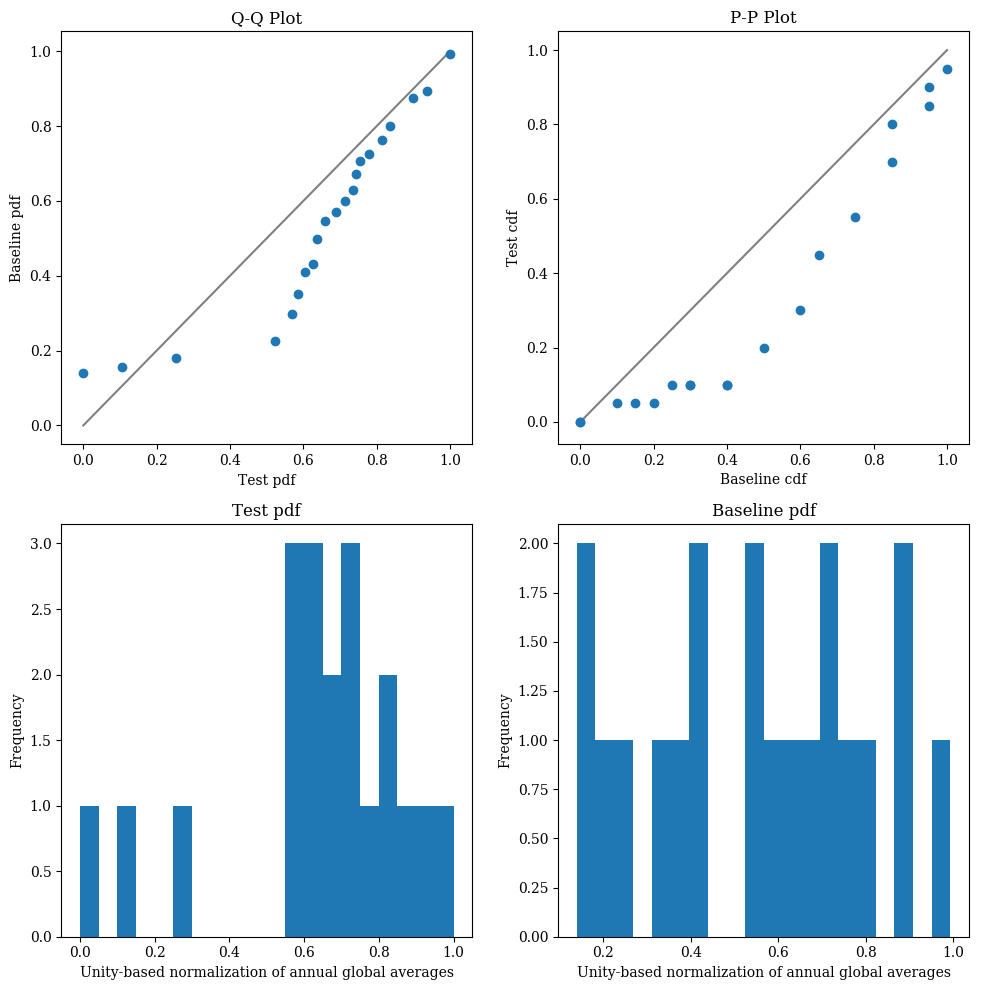 Q-Q Plot
1.0
0.8
0.6
0.4
0.2
0.0
Baseline pdf
0.0 0.2 0.4 0.6 0.8 1.0
Test pdf
P-P Plot
1.0
0.8
0.6
0.4
0.2
0.0
Test cdf
0.0 0.2 0.4 0.6 0.8 1.0
Baseline cdf
Test pdf
3.0
2.5
2.0
1.5
1.0
0.5
0.0
Frequency
0.0 0.2 0.4 0.6 0.8 1.0
Unity-based normalization of annual global averages
Baseline pdf
2.00
1.75
1.50
1.25
1.00
0.75
0.50
0.25
0.00
Frequency
0.2 0.4 0.6 0.8 1.0
Unity-based normalization of annual global averages